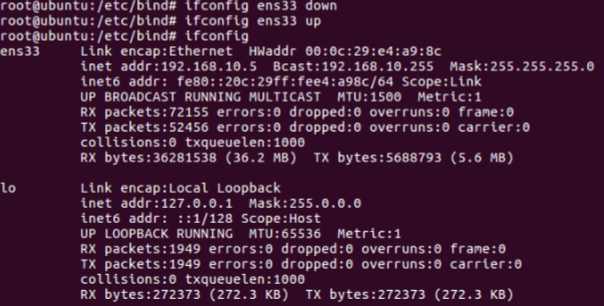 root@ubuntu:/etc/bind# ifconfig ens33 down
root@ubuntu:/etc/bind# ifconfig ens33 up
root@ubuntu:/etc/bind# ifconfig
ens33     Link encap:Ethernet  HWaddr 00:0c:29:e4:a9:8c
          inet addr:192.168.10.5  Bcast:192.168.10.255  Mask:255.255.255.0
          inet6 addr: fe80::20c:29ff:fee4:a98c/64 Scope:Link
          UP BROADCAST RUNNING MULTICAST  MTU:1500  Metric:1
          RX packets:72155 errors:0 dropped:0 overruns:0 frame:0
          TX packets:52456 errors:0 dropped:0 overruns:0 carrier:0
          collisions:0 txqueuelen:1000
          RX bytes:36281538 (36.2 MB)  TX bytes:5688793 (5.6 MB)
lo        Link encap:Local Loopback
          inet addr:127.0.0.1  Mask:255.0.0.0
          inet6 addr: ::1/128 Scope:Host
          UP LOOPBACK RUNNING  MTU:65536  Metric:1
          RX packets:1949 errors:0 dropped:0 overruns:0 frame:0
          TX packets:1949 errors:0 dropped:0 overruns:0 carrier:0
          collisions:0 txqueuelen:1000
          RX bytes:272373 (272.3 KB)  TX bytes:272373 (272.3 KB)